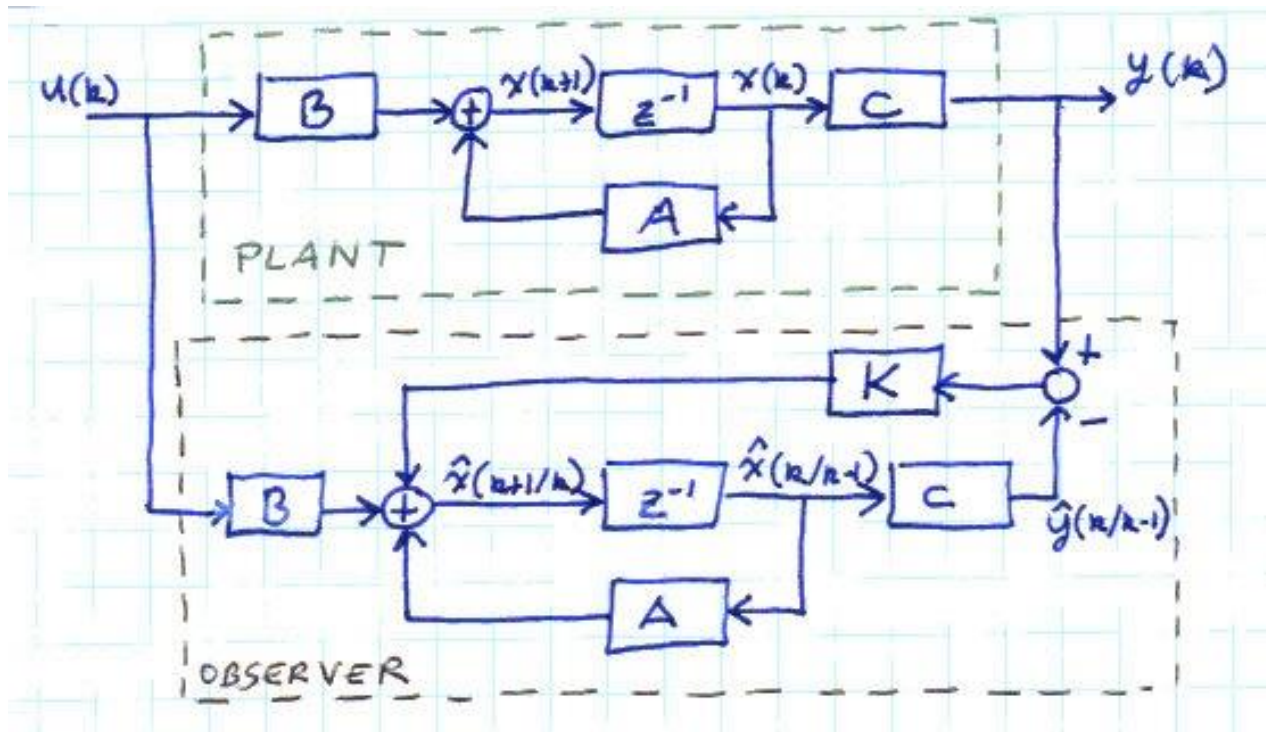 u(k)
B
+
x(k+1)
z⁻¹
x(k)
C
y(k)
A
PLANT
K
+
-
B
+
x̂(k+1/k)
z⁻¹
x̂(k/k-1)
C
ŷ(k/k-1)
A
OBSERVER